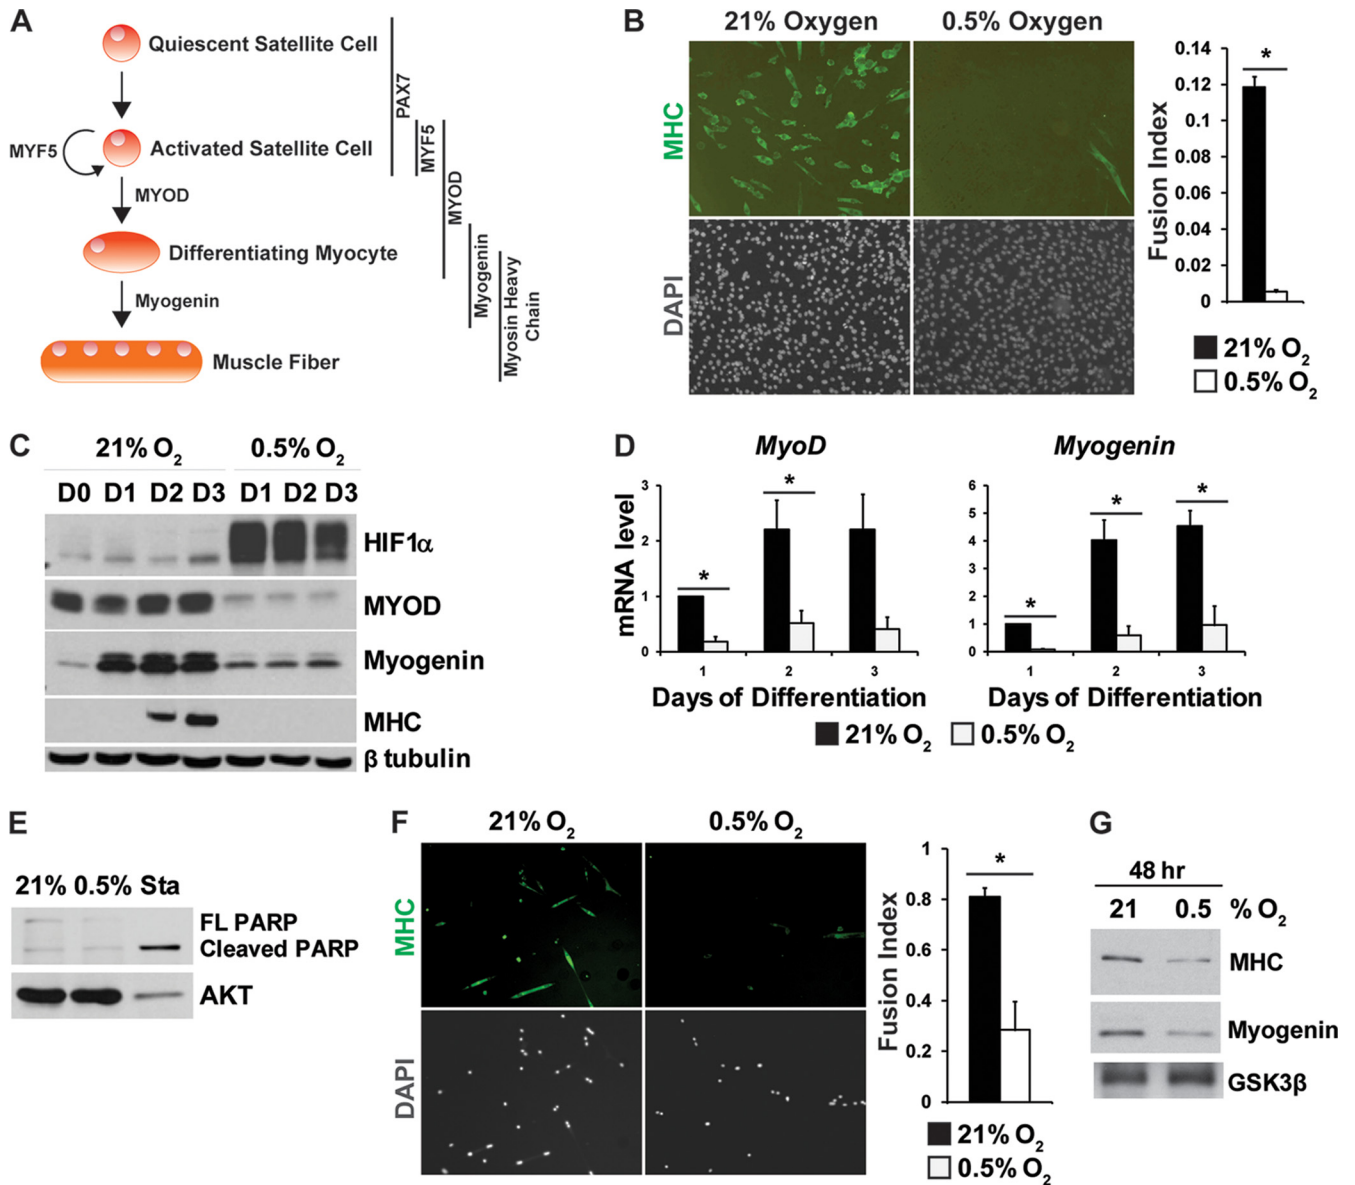 A
Quiescent Satellite Cell
MYF5
Activated Satellite Cell
MYOD
Differentiating Myocyte
Myogenin
Muscle Fiber
PAX7
MYF5
MYOD
Myogenin
Myosin Heavy
Chain
B
21% Oxygen
0.5% Oxygen
MHC
DAPI
Fusion Index
0.14
0.12
0.1
0.08
0.06
0.04
0.02
0
*
21% O2
0.5% O2
C
21% O2
0.5% O2
D0 D1 D2 D3 D1 D2 D3
HIF1α
MYOD
Myogenin
MHC
β tubulin
D
MyoD
mRNA level
3
2
1
0
*
*
1 2 3
Days of Differentiation
Myogenin
6
5
4
3
2
1
0
*
*
*
1 2 3
Days of Differentiation
21% O2
0.5% O2
E
21% 0.5% Sta
FL PARP
Cleaved PARP
AKT
F
21% O2
0.5% O2
MHC
DAPI
Fusion Index
1
0.8
0.6
0.4
0.2
0
*
21% O2
0.5% O2
G
48 hr
21 0.5 % O2
MHC
Myogenin
GSK3β